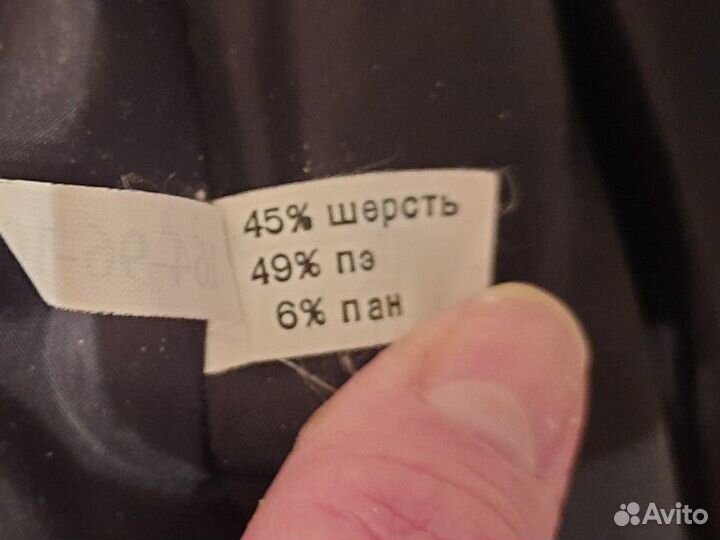 45% шерсть
49% пэ
6% пан
Avito